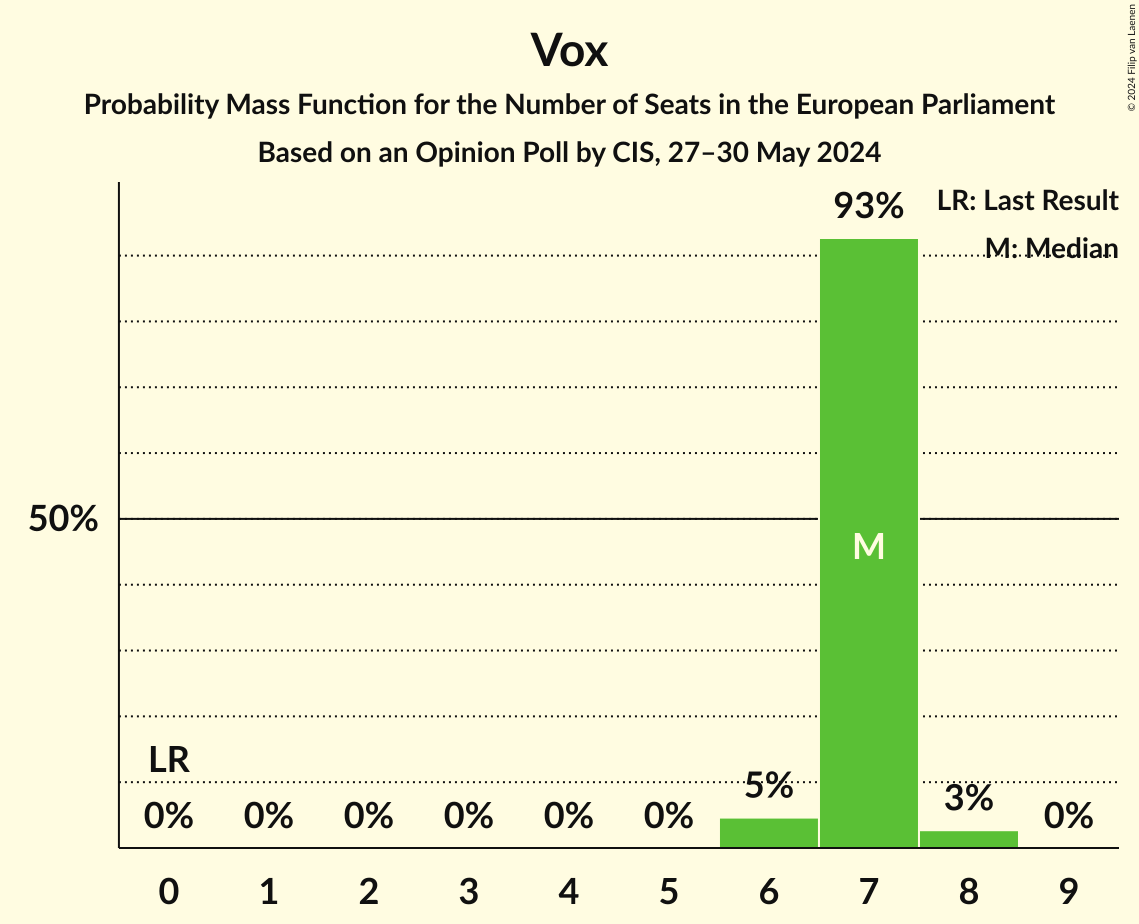 Vox
Probability Mass Function for the Number of Seats in the European Parliament
Based on an Opinion Poll by CIS, 27–30 May 2024
© 2024 Filip van Laenen
LR: Last Result
M: Median
93%
50%
M
LR
0% 0% 0% 0% 0% 0% 5% 3% 0%
0 1 2 3 4 5 6 7 8 9